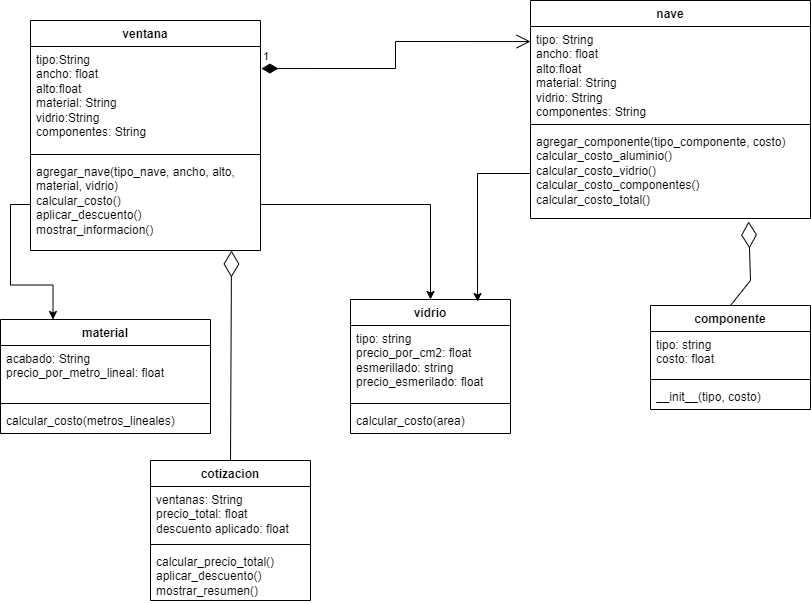 ventana
tipo:String
ancho: float
alto:float
material: String
vidrio:String
componentes: String
agregar_nave(tipo_nave, ancho, alto,
material, vidrio)
calcular_costo()
aplicar_descuento()
mostrar_informacion()
1
nave
tipo: String
ancho: float
alto:float
material: String
vidrio: String
componentes: String
agregar_componente(tipo_componente, costo)
calcular_costo_aluminio()
calcular_costo_vidrio()
calcular_costo_componentes()
calcular_costo_total()
material
acabado: String
precio_por_metro_lineal: float
calcular_costo(metros_lineales)
vidrio
tipo: string
precio_por_cm2: float
esmerillado: string
precio_esmerilado: float
calcular_costo(area)
componente
tipo: string
costo: float
__init__(tipo, costo)
cotizacion
ventanas: String
precio_total: float
descuento aplicado: float
calcular_precio_total()
aplicar_descuento()
mostrar_resumen()